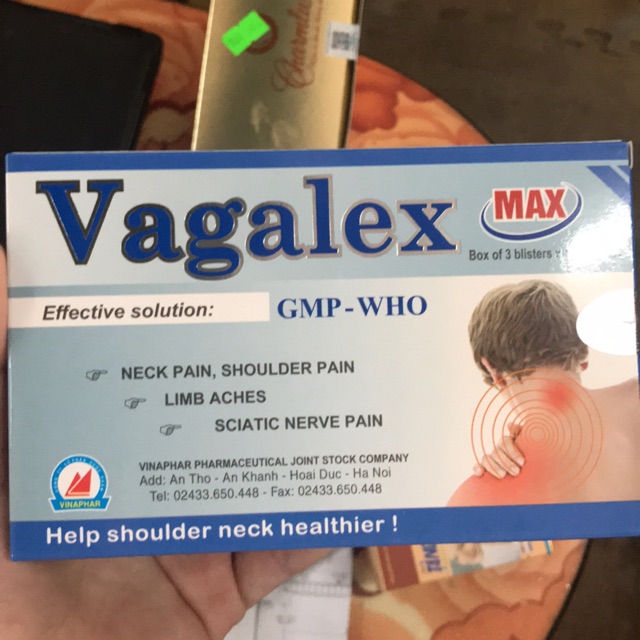 Vagalex
MAX
Box of 3 blisters
Effective solution:
GMP-WHO
NECK PAIN, SHOULDER PAIN
LIMB ACHES
SCIATIC NERVE PAIN
VINAPHAR PHARMACEUTICAL JOINT STOCK COMPANY
Add: An Tho - An Khanh - Hoai Duc - Ha Noi
Tel: 02433.650.448 - Fax: 02433.650.448
VINAPHAR
Help shoulder neck healthier !